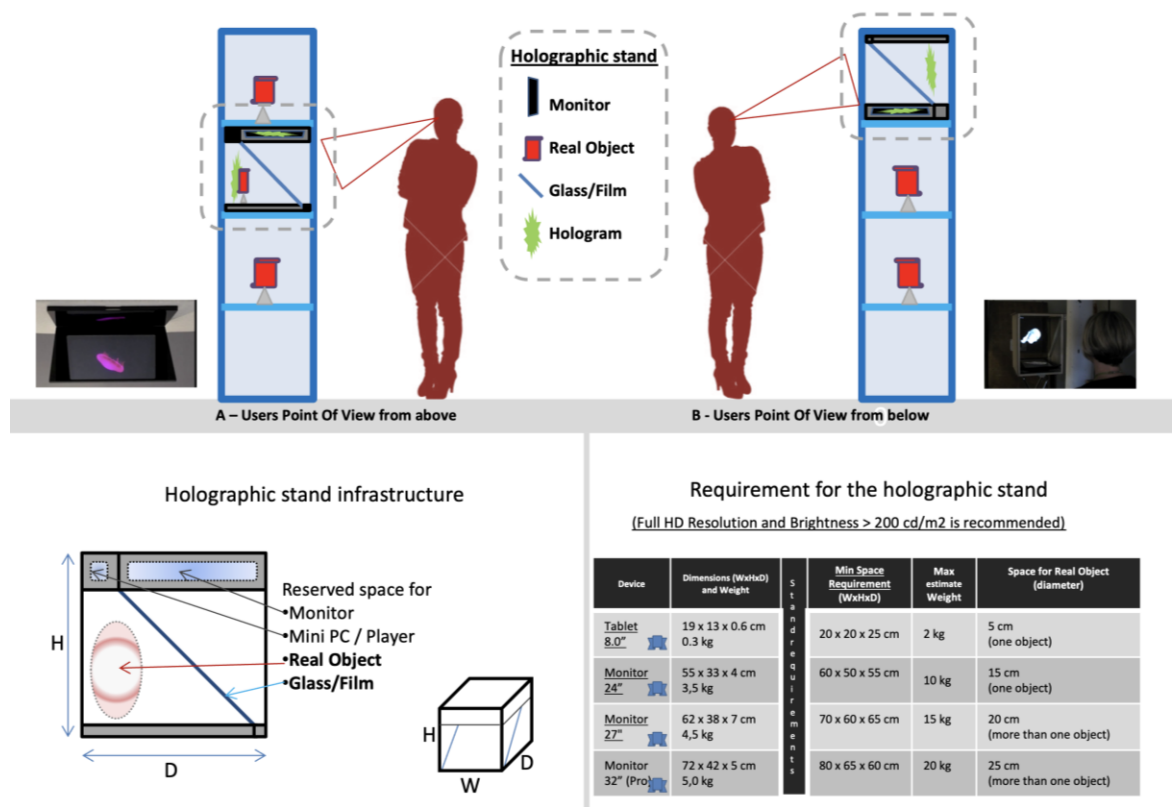 Holographic stand
Monitor
Real Object
Glass/Film
Hologram
A – Users Point Of View from above
B - Users Point Of View from below
Holographic stand infrastructure
H
D
Reserved space for
•Monitor
•Mini PC / Player
•Real Object
•Glass/Film
H
W
D
Requirement for the holographic stand
(Full HD Resolution and Brightness > 200 cd/m2 is recommended)
Device
Dimensions (WxHxD)
and Weight
Stand requirements
Min Space
Requirement
(WxHxD)
Max
estimate
Weight
Space for Real Object
(diameter)
Tablet
8.0”
19 x 13 x 0.6 cm
0.3 kg
20 x 20 x 25 cm
2 kg
5 cm
(one object)
Monitor
24”
55 x 33 x 4 cm
3,5 kg
60 x 50 x 55 cm
10 kg
15 cm
(one object)
Monitor
27"
62 x 38 x 7 cm
4,5 kg
70 x 60 x 65 cm
15 kg
20 cm
(more than one object)
Monitor
32” (Pro)
72 x 42 x 5 cm
5,0 kg
80 x 65 x 60 cm
20 kg
25 cm
(more than one object)